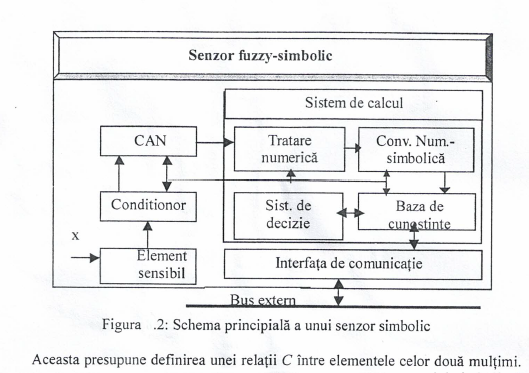 Senzor fuzzy-simbolic
Sistem de calcul
CAN
Tratare
numerică
Conv. Num.-
simbolică
Conditionor
Sist. de
decizie
Baza de
cunostinte
x
Element
sensibil
Interfaţa de comunicaţie
Bus extern
Figura .2: Schema principială a unui senzor simbolic
Aceasta presupune definirea unei relaţii C între elementele celor două mulţimi.